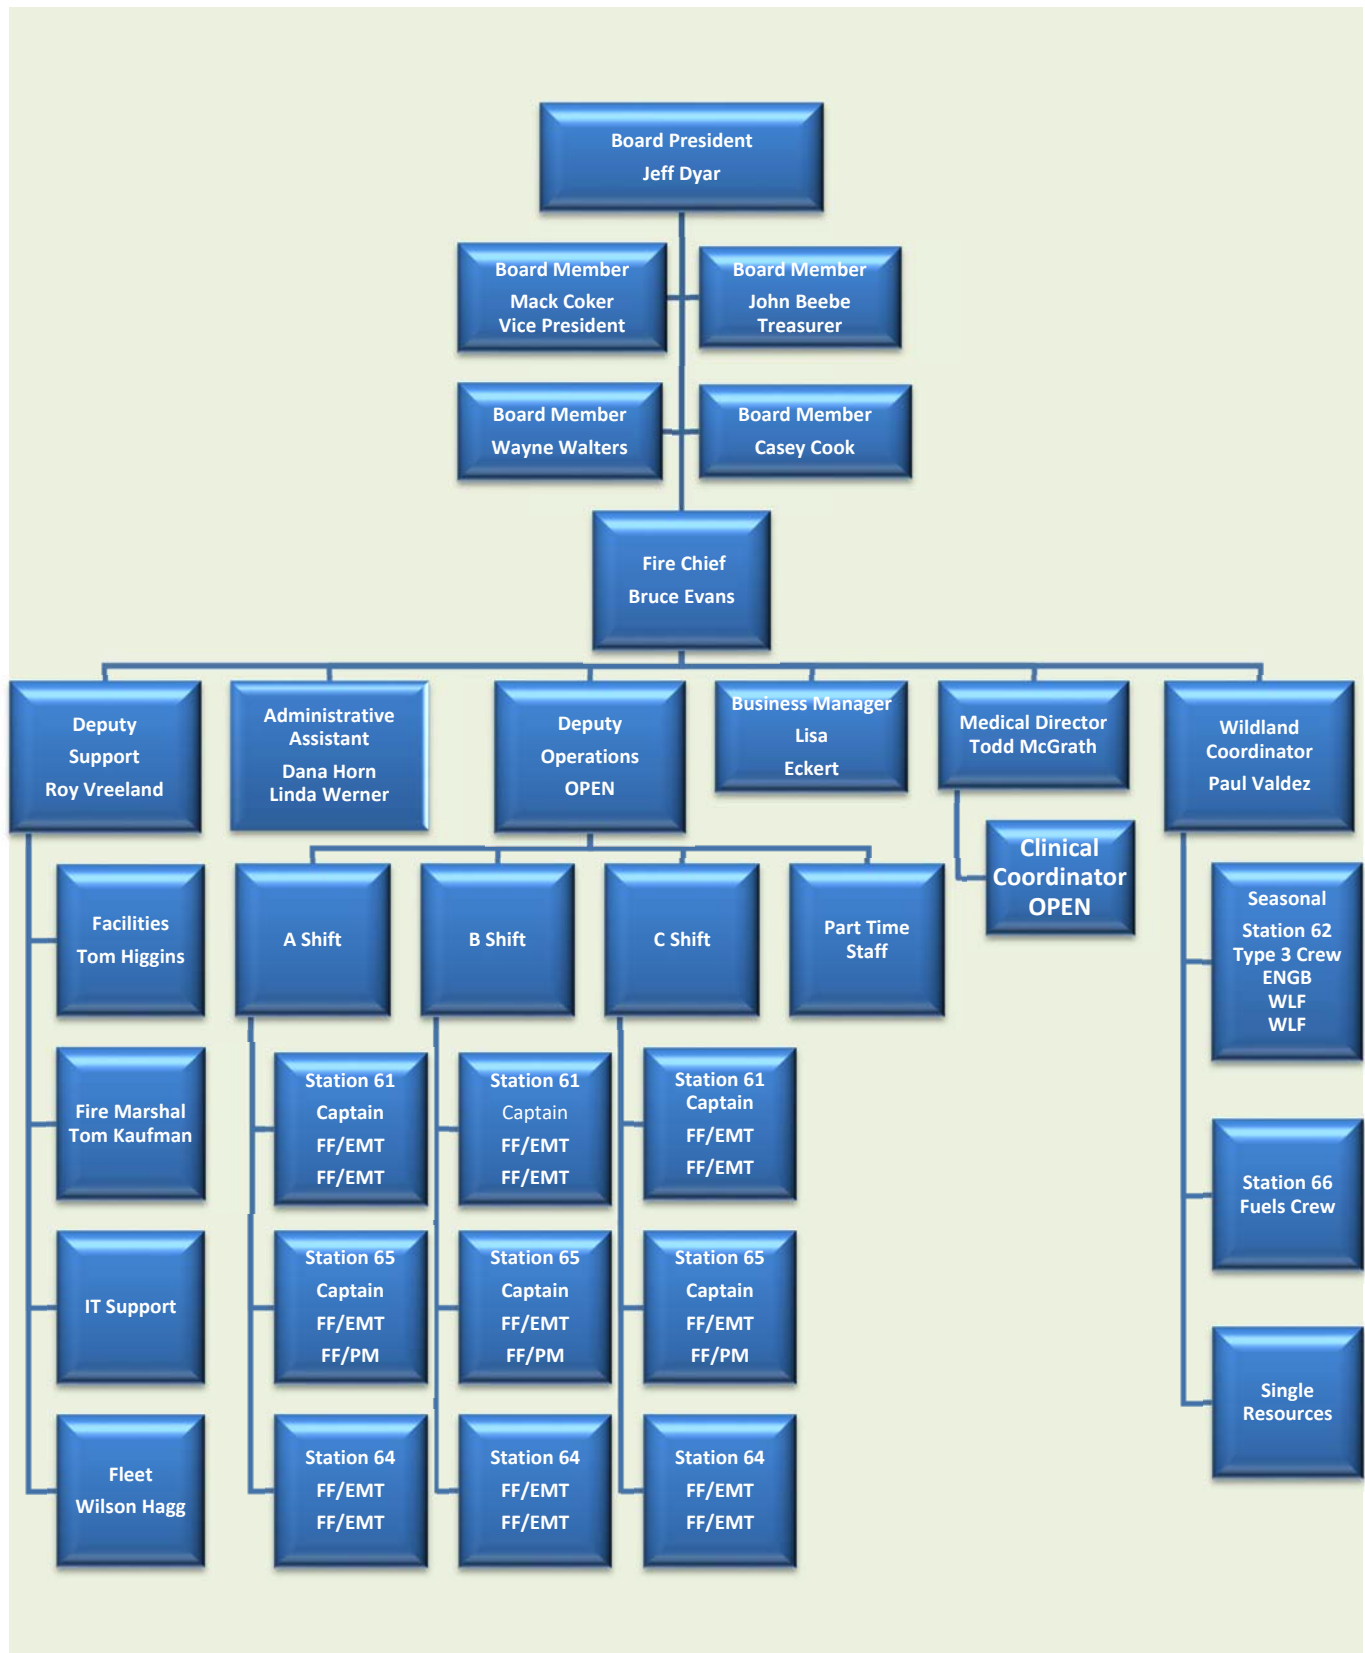 Board President
Jeff Dyar
Board Member
Mack Coker
Vice President
Board Member
John Beebe
Treasurer
Board Member
Wayne Walters
Board Member
Casey Cook
Fire Chief
Bruce Evans
Deputy
Support
Roy Vreeland
Administrative
Assistant
Dana Horn
Linda Werner
Deputy
Operations
OPEN
Business Manager
Lisa
Eckert
Medical Director
Todd McGrath
Wildland
Coordinator
Paul Valdez
Clinical
Coordinator
OPEN
Facilities
Tom Higgins
Fire Marshal
Tom Kaufman
IT Support
Fleet
Wilson Hagg
A Shift
Station 61
Captain
FF/EMT
FF/EMT
Station 65
Captain
FF/EMT
FF/PM
Station 64
FF/EMT
FF/EMT
B Shift
Station 61
Captain
FF/EMT
FF/EMT
Station 65
Captain
FF/EMT
FF/PM
Station 64
FF/EMT
FF/EMT
C Shift
Station 61
Captain
FF/EMT
FF/EMT
Station 65
Captain
FF/EMT
FF/PM
Station 64
FF/EMT
FF/EMT
Part Time
Staff
Seasonal
Station 62
Type 3 Crew
ENGB
WLF
WLF
Station 66
Fuels Crew
Single
Resources